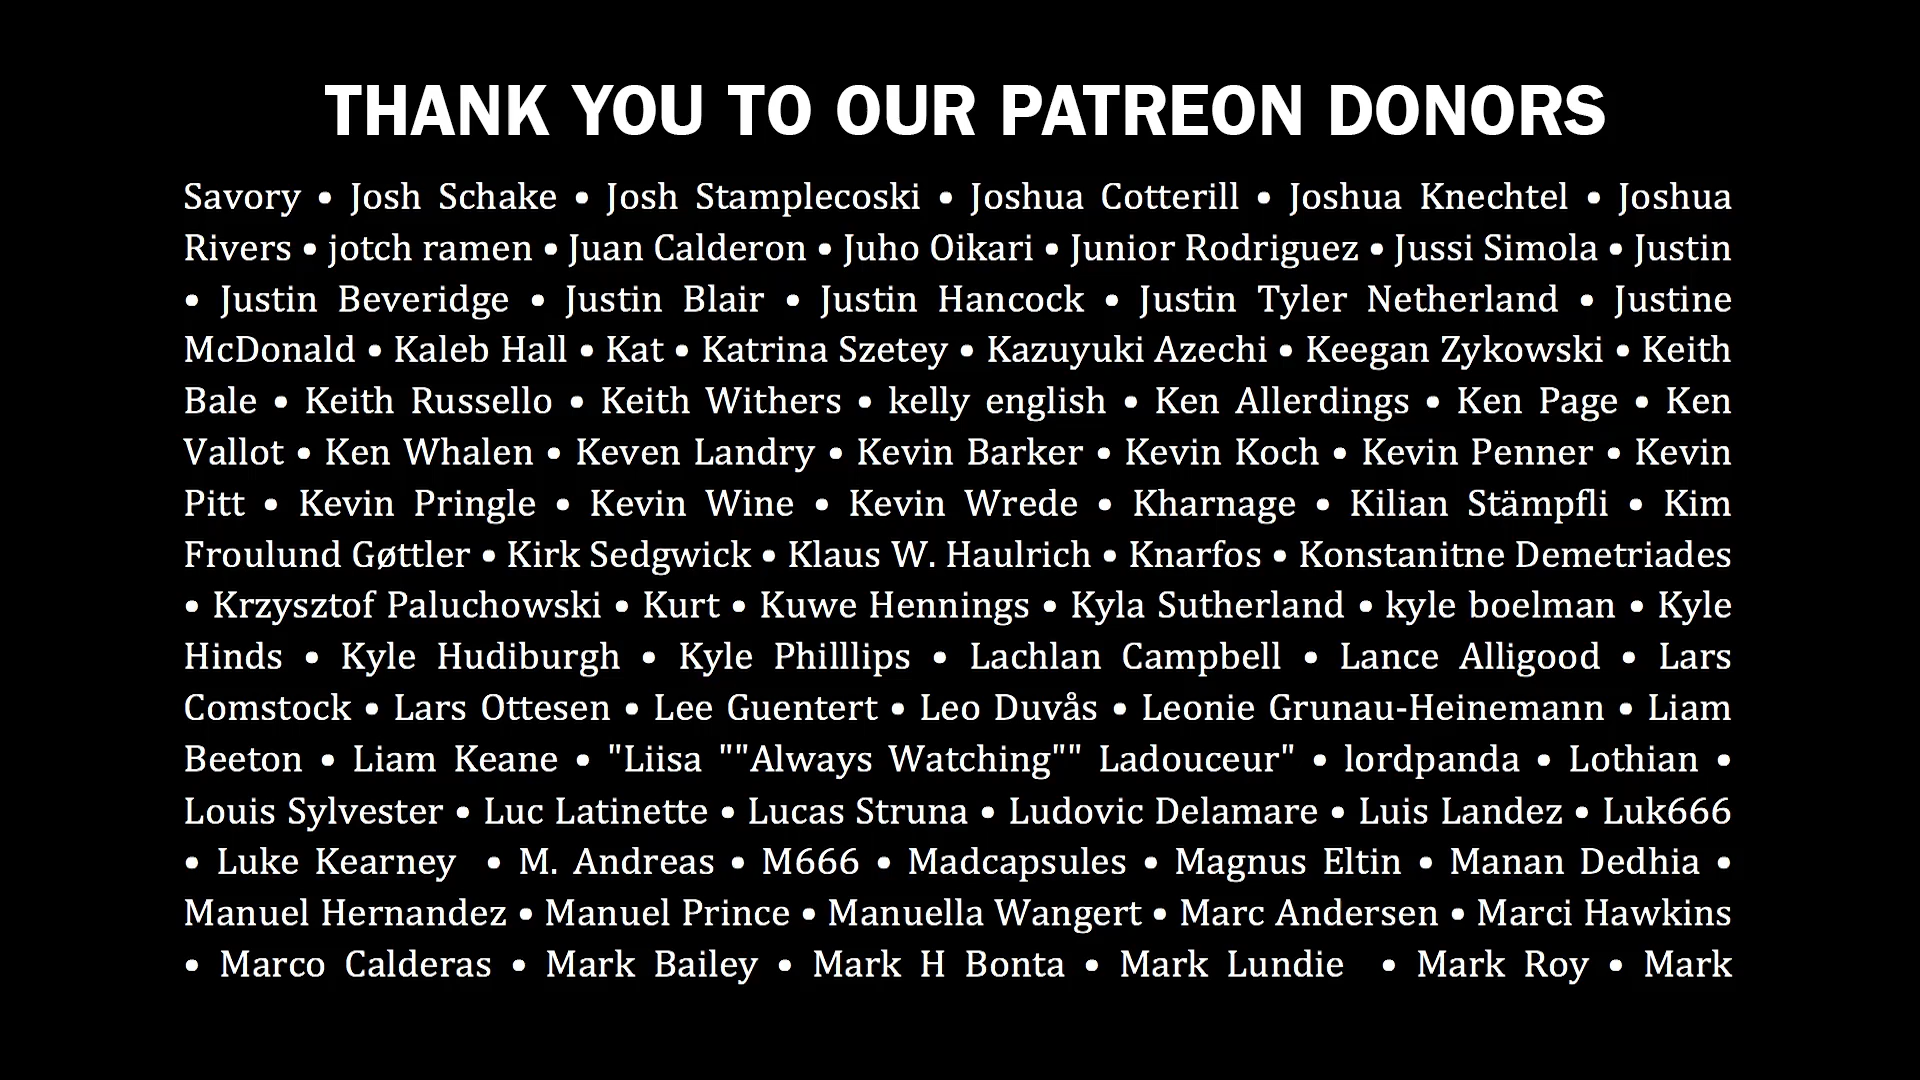 THANK YOU TO OUR PATREON DONORS
Savory • Josh Schake • Josh Stamplecoski • Joshua Cotterill • Joshua Knechtel • Joshua
Rivers • jotch ramen • Juan Calderon • Juho Oikari • Junior Rodriguez • Jussi Simola • Justin
• Justin Beveridge • Justin Blair • Justin Hancock • Justin Tyler Netherland • Justine
McDonald • Kaleb Hall • Kat • Katrina Szetey • Kazuyuki Azechi • Keegan Zykowski • Keith
Bale • Keith Russello • Keith Withers • kelly english • Ken Allerdings • Ken Page • Ken
Vallot • Ken Whalen • Keven Landry • Kevin Barker • Kevin Koch • Kevin Penner • Kevin
Pitt • Kevin Pringle • Kevin Wine • Kevin Wrede • Kharnage • Kilian Stämpfli • Kim
Froulund Gøttler • Kirk Sedgwick • Klaus W. Haulrich • Knarfos • Konstanitne Demetriades
• Krzysztof Paluchowski • Kurt • Kuwe Hennings • Kyla Sutherland • kyle boelman • Kyle
Hinds • Kyle Hudiburgh • Kyle Philllips • Lachlan Campbell • Lance Alligood • Lars
Comstock • Lars Ottesen • Lee Guentert • Leo Duvås • Leonie Grunau-Heinemann • Liam
Beeton • Liam Keane • "Liisa ""Always Watching"" Ladouceur" • lordpanda • Lothian •
Louis Sylvester • Luc Latinette • Lucas Struna • Ludovic Delamare • Luis Landez • Luk666
• Luke Kearney • M. Andreas • M666 • Madcapsules • Magnus Eltin • Manan Dedhia •
Manuel Hernandez • Manuel Prince • Manuella Wangert • Marc Andersen • Marci Hawkins
• Marco Calderas • Mark Bailey • Mark H Bonta • Mark Lundie • Mark Roy • Mark